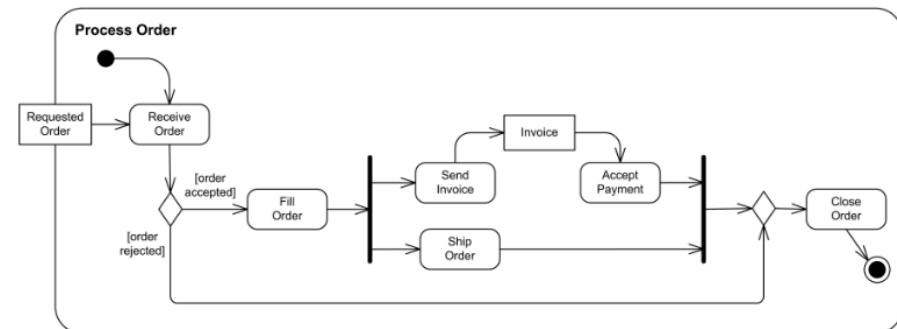 Process Order
Requested
Order
Receive
Order
[order
accepted]
[order
rejected]
Fill
Order
Send
Invoice
Invoice
Accept
Payment
Ship
Order
Close
Order